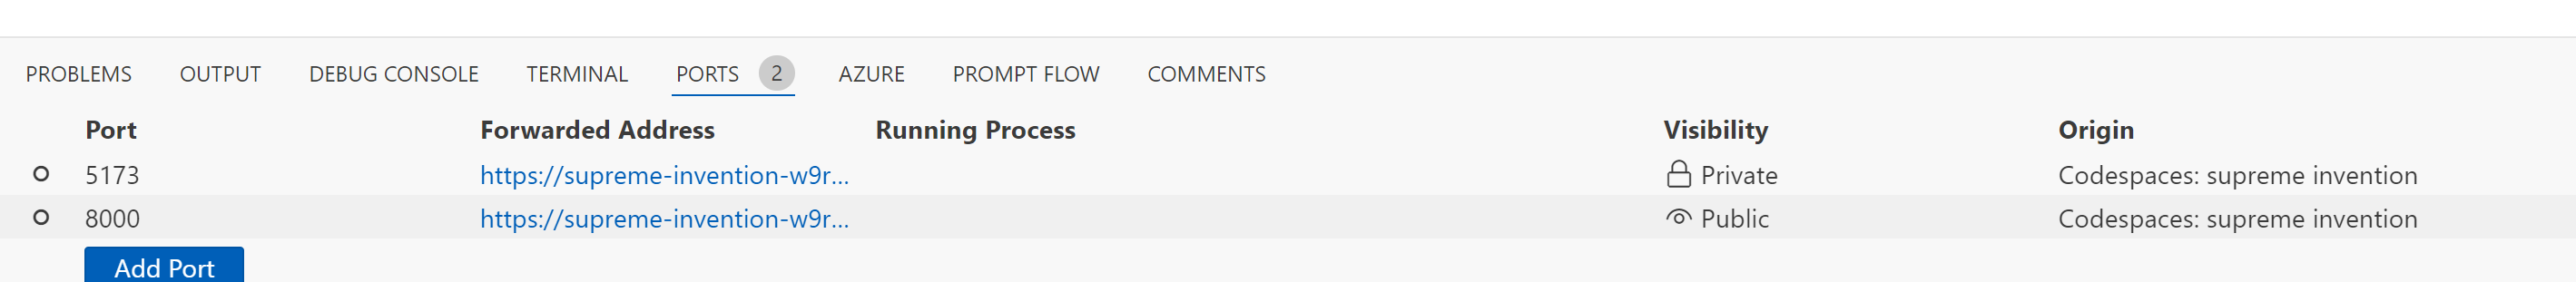 PROBLEMS OUTPUT DEBUG CONSOLE TERMINAL PORTS 2 AZURE PROMPT FLOW COMMENTS
Port Forwarded Address Running Process Visibility Origin
5173 https://supreme-invention-w9r... Private Codespaces: supreme invention
8000 https://supreme-invention-w9r... Public Codespaces: supreme invention
Add Port